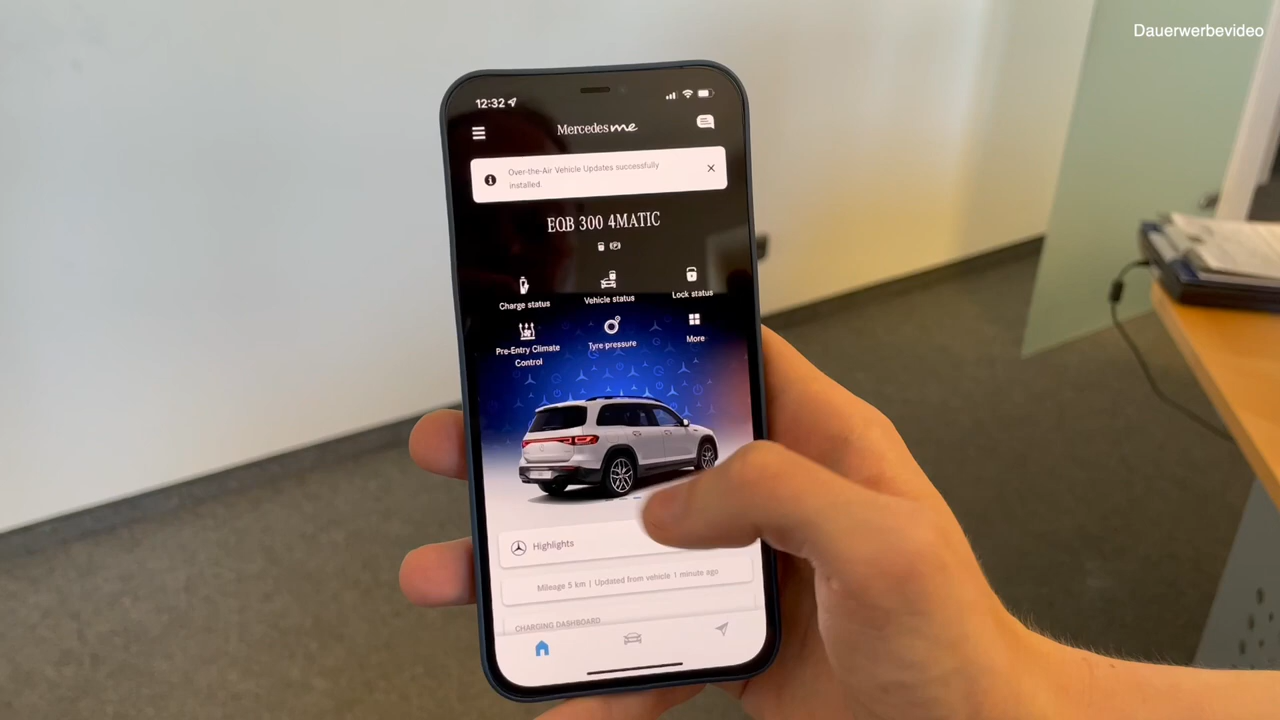 Dauerwerbevideo
12:32
Mercedes me
Over-the-Air Vehicle Updates successfully
installed.
EQB 300 4MATIC
Charge status
Vehicle status
Lock status
Pre-Entry Climate
Control
Tyre pressure
More
Highlights
Mileage 5 km | Updated from vehicle 1 minute ago
CHARGING DASHBOARD